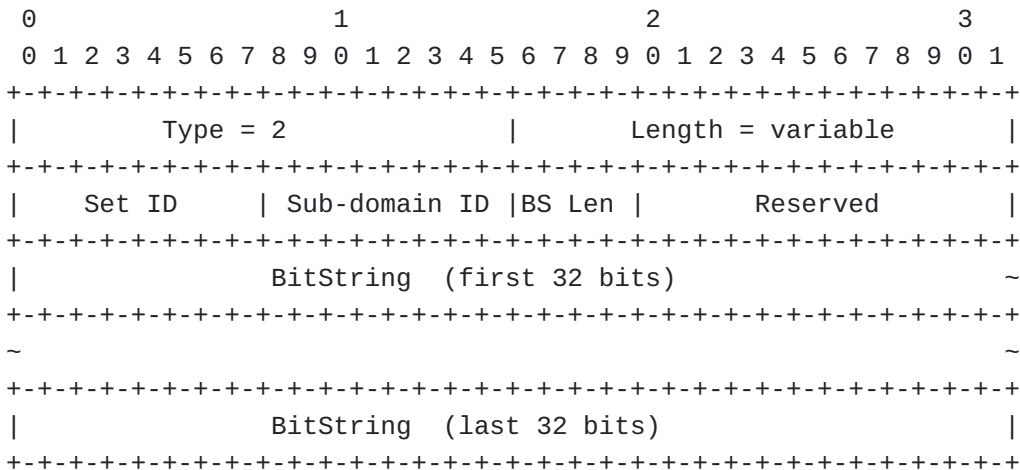 0                   1                   2                   3
 0 1 2 3 4 5 6 7 8 9 0 1 2 3 4 5 6 7 8 9 0 1 2 3 4 5 6 7 8 9 0 1
+-+-+-+-+-+-+-+-+-+-+-+-+-+-+-+-+-+-+-+-+-+-+-+-+-+-+-+-+-+-+-+-+
|         Type = 2              |       Length = variable       |
+-+-+-+-+-+-+-+-+-+-+-+-+-+-+-+-+-+-+-+-+-+-+-+-+-+-+-+-+-+-+-+-+
|    Set ID     | Sub-domain ID |BS Len |       Reserved        |
+-+-+-+-+-+-+-+-+-+-+-+-+-+-+-+-+-+-+-+-+-+-+-+-+-+-+-+-+-+-+-+-+
|                BitString  (first 32 bits)                     ~
+-+-+-+-+-+-+-+-+-+-+-+-+-+-+-+-+-+-+-+-+-+-+-+-+-+-+-+-+-+-+-+-+
~                                                               ~
+-+-+-+-+-+-+-+-+-+-+-+-+-+-+-+-+-+-+-+-+-+-+-+-+-+-+-+-+-+-+-+-+
|                BitString  (last 32 bits)                      |
+-+-+-+-+-+-+-+-+-+-+-+-+-+-+-+-+-+-+-+-+-+-+-+-+-+-+-+-+-+-+-+-+